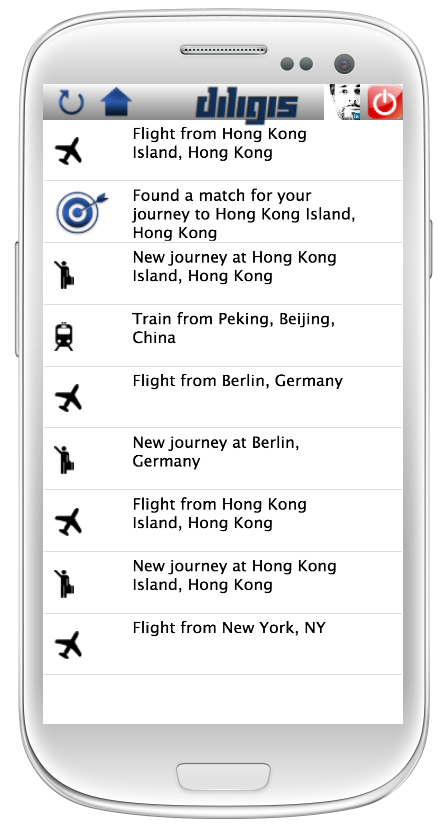 diligis
Flight from Hong Kong
Island, Hong Kong
Found a match for your
journey to Hong Kong Island,
Hong Kong
New journey at Hong Kong
Island, Hong Kong
Train from Peking, Beijing,
China
Flight from Berlin, Germany
New journey at Berlin,
Germany
Flight from Hong Kong
Island, Hong Kong
New journey at Hong Kong
Island, Hong Kong
Flight from New York, NY